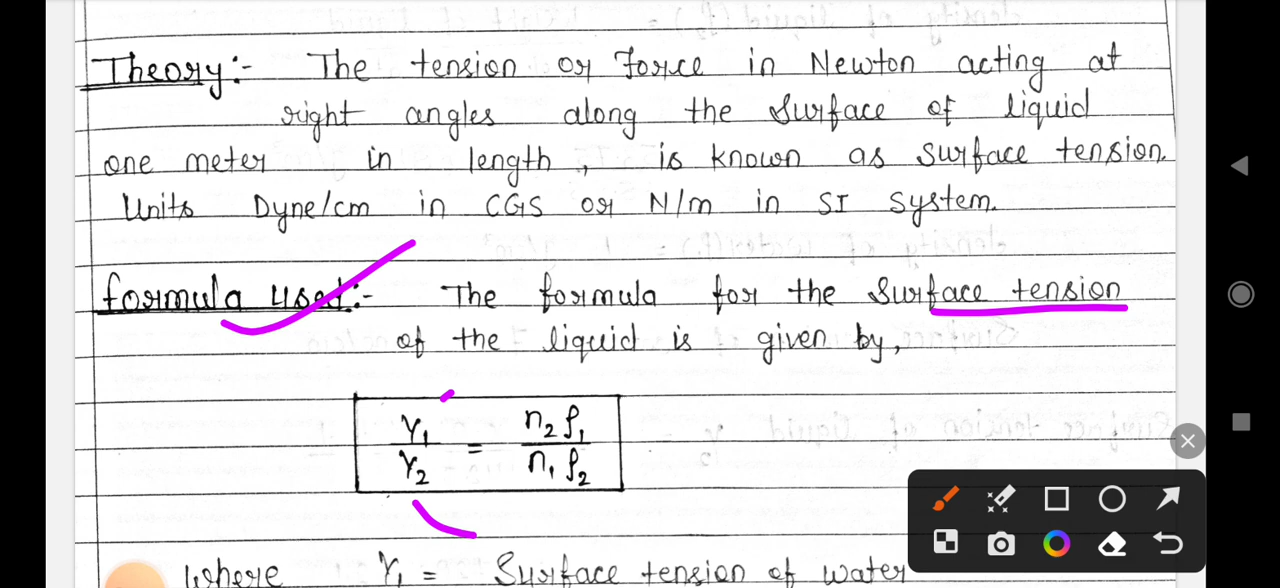 Theory:- The tension or Force in Newton acting at
right angles along the surface of liquid
one meter in length, is known as surface tension.
Units Dyne/cm in CGS or N/m in SI System.
formula used:- The formula for the surface tension
of the liquid is given by,
γ₁/γ₂ = n₂ρ₁/n₁ρ₂
where γ₁ = Surface tension of water